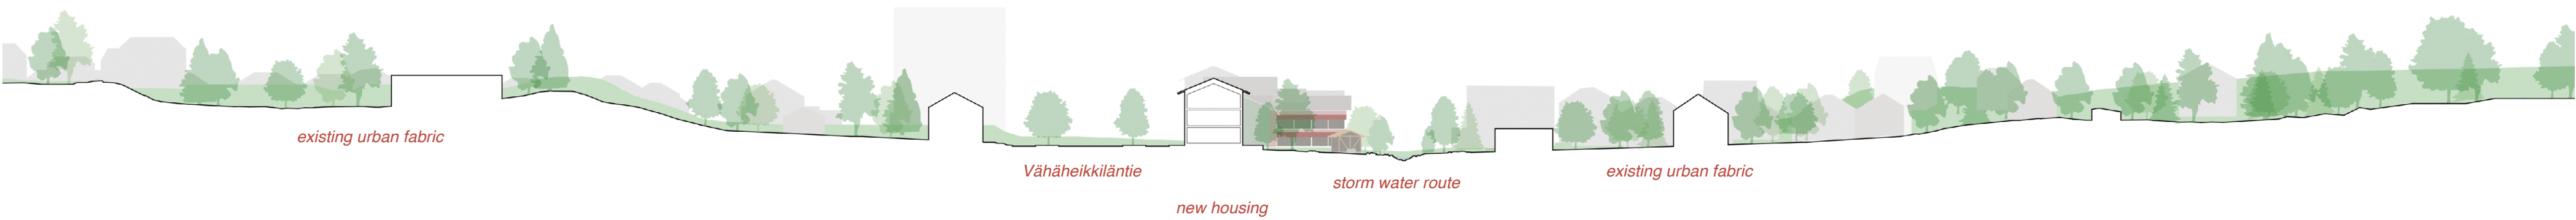 existing urban fabric
Vähäheikkiläntie
new housing
storm water route
existing urban fabric